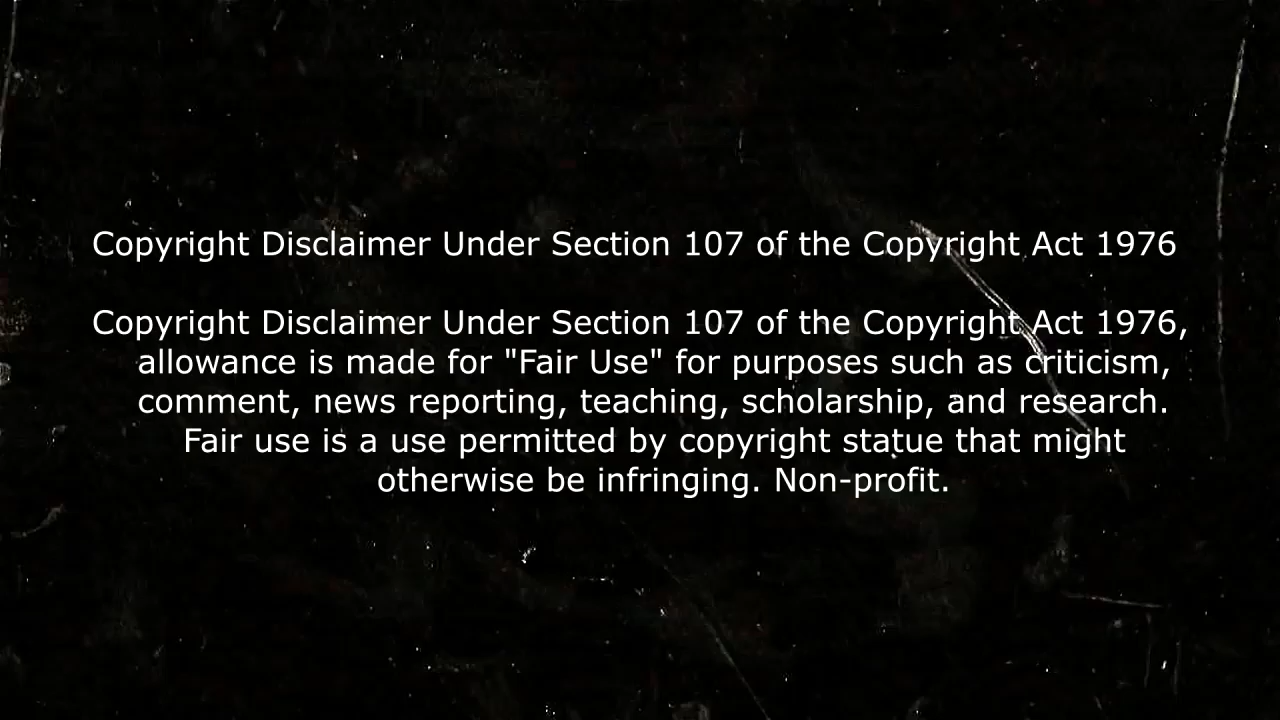 Copyright Disclaimer Under Section 107 of the Copyright Act 1976
Copyright Disclaimer Under Section 107 of the Copyright Act 1976,
allowance is made for "Fair Use" for purposes such as criticism,
comment, news reporting, teaching, scholarship, and research.
Fair use is a use permitted by copyright statue that might
otherwise be infringing. Non-profit.